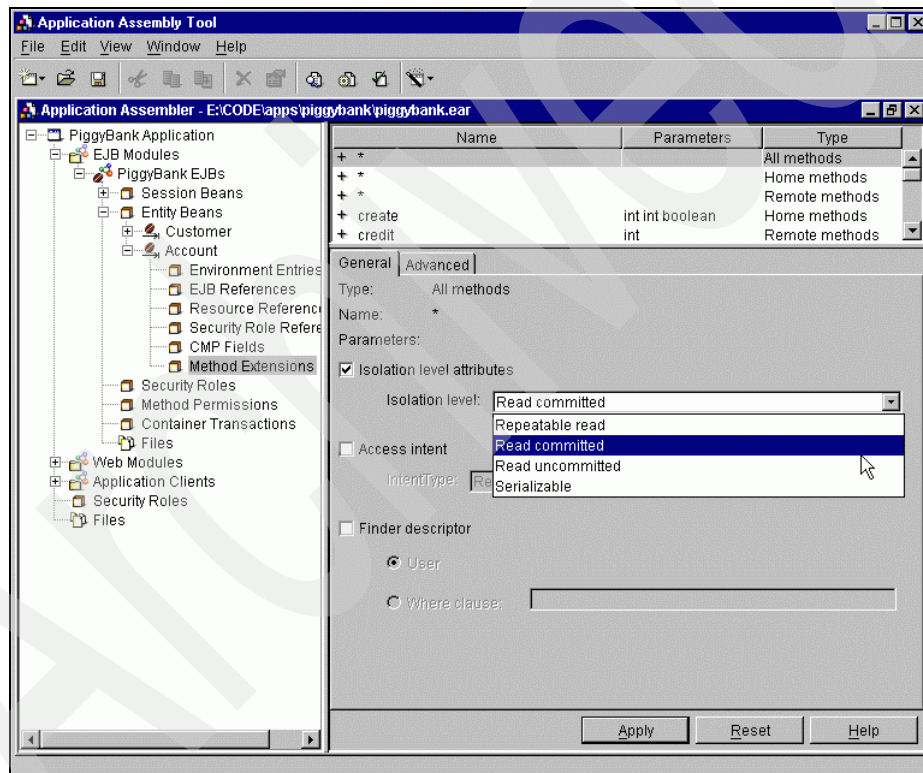 Application Assembly Tool
File Edit View Window Help
Application Assembler - E:\CODE\apps\piggybank\piggybank.ear
PiggyBank Application
EJB Modules
PiggyBank EJBs
Session Beans
Entity Beans
Customer
Account
Environment Entries
EJB References
Resource Referenc
Security Role Refere
CMP Fields
Method Extensions
Security Roles
Method Permissions
Container Transactions
Files
Web Modules
Application Clients
Security Roles
Files
Name Parameters Type
+ * All methods
+ * Home methods
+ * Remote methods
+ create int int boolean Home methods
+ credit int Remote methods
General Advanced
Type: All methods
Name: *
Parameters:
Isolation level attributes
Isolation level: Read committed
Repeatable read
Read committed
Read uncommitted
Serializable
Access intent
IntentType: Re
Finder descriptor
User
Where clause:
Apply Reset Help